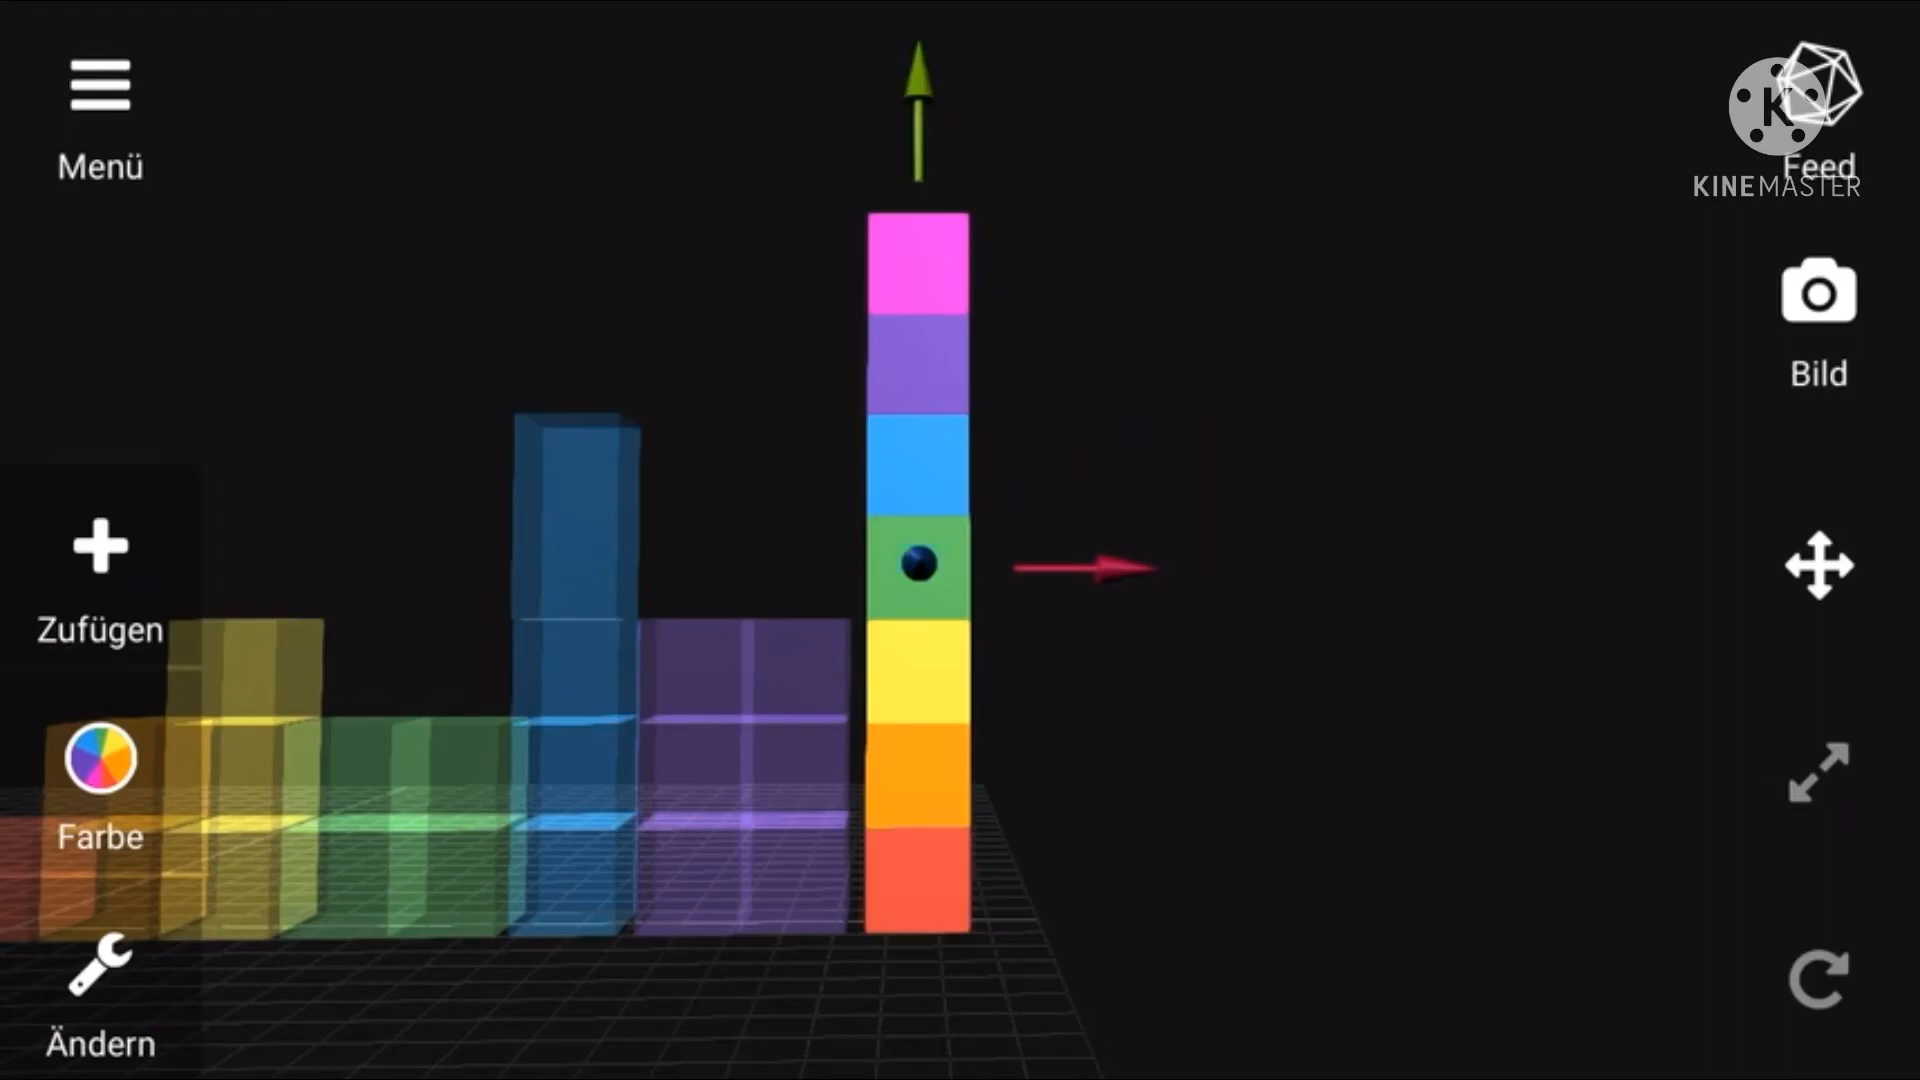 Menü
K
Feed
KINEMASTER
Bild
Zufügen
Farbe
Ändern